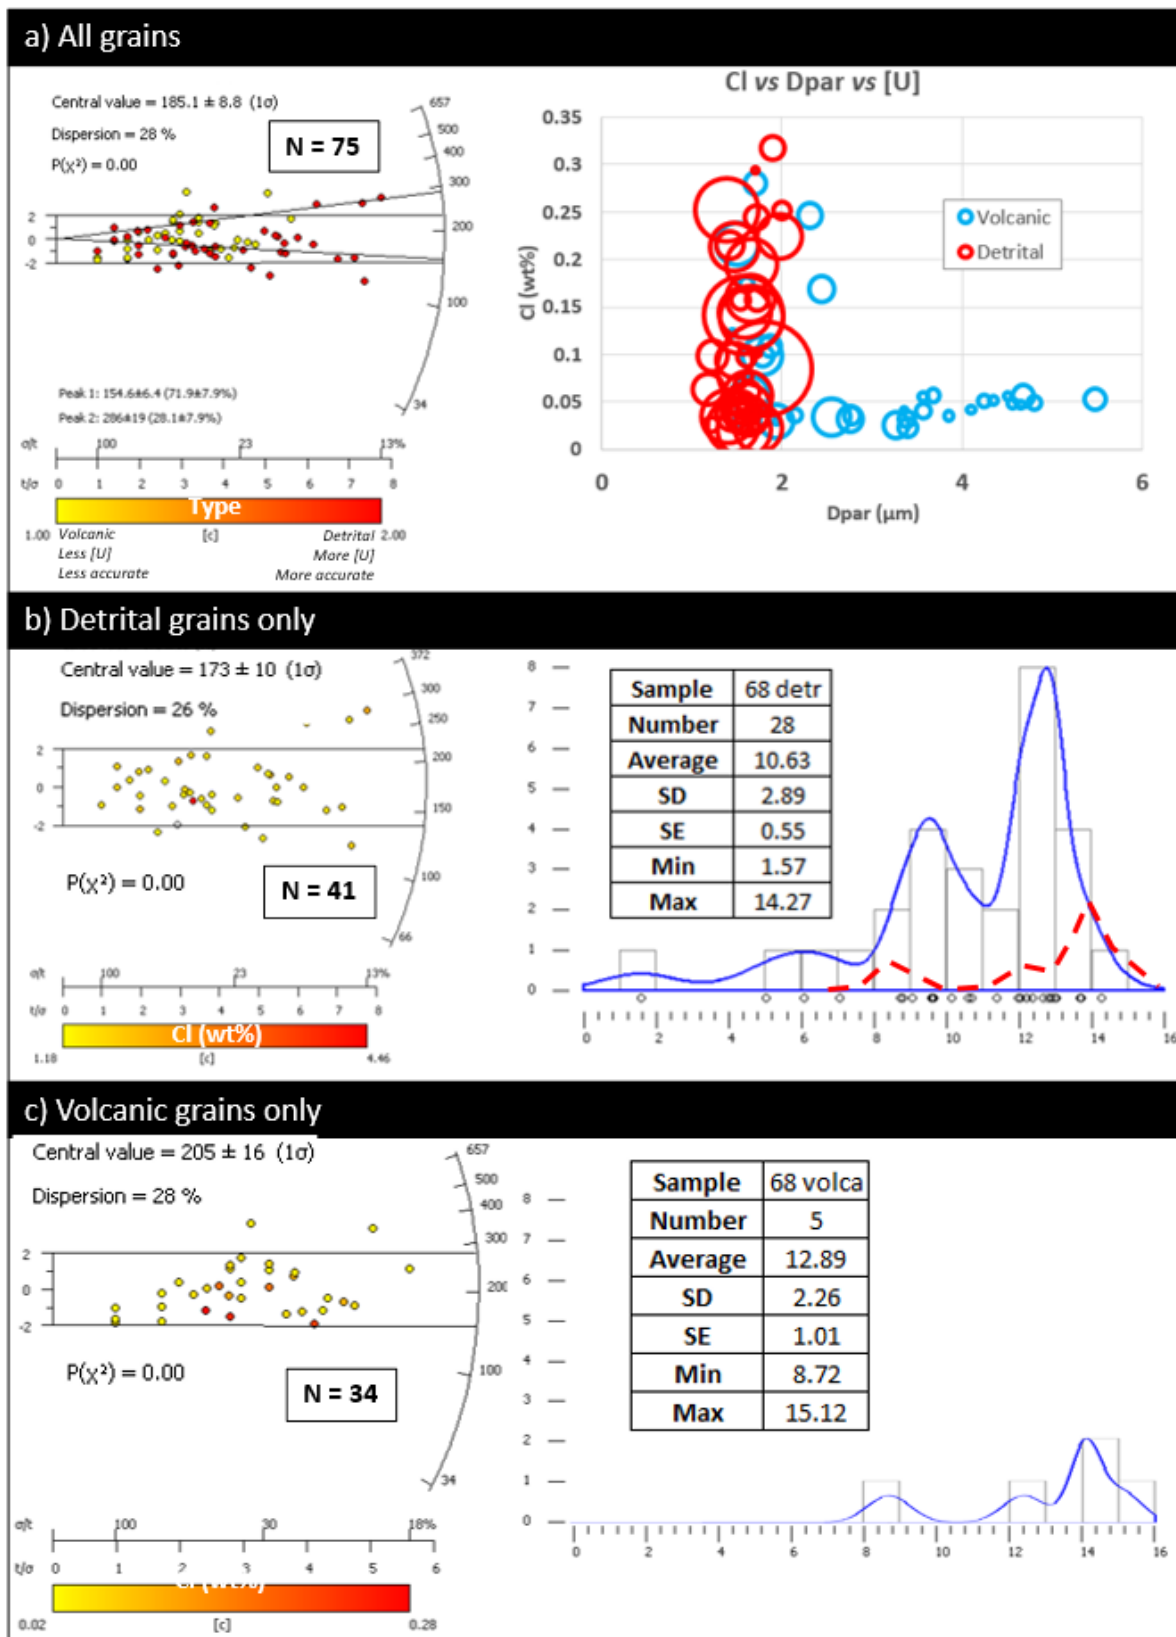 a) All grains
Central value = 185.1 ± 8.8 (1σ)
Dispersion = 28 %
P(χ²) = 0.00
N = 75
657
500
400
300
200
100
34
2
0
-2
Peak 1: 154.6±6.4 (71.9±7.9%)
Peak 2: 286±19 (28.1±7.9%)
σ/t 100 23 13%
t/σ 0 1 2 3 4 5 6 7 8
Type
1.00 Volcanic [c] Detrital 2.00
Less [U] More [U]
Less accurate More accurate
Cl vs Dpar vs [U]
0.35
0.3
0.25
0.2
0.15
0.1
0.05
0
Cl (wt%)
Volcanic
Detrital
0 2 4 6
Dpar (µm)
b) Detrital grains only
Central value = 173 ± 10 (1σ)
Dispersion = 26 %
372
300
250
200
150
100
66
2
0
-2
P(χ²) = 0.00
N = 41
σ/t 100 23 13%
t/σ 0 1 2 3 4 5 6 7 8
Cl (wt%)
1.18 [c] 4.46
8
7
6
5
4
3
2
1
0
Sample 68 detr
Number 28
Average 10.63
SD 2.89
SE 0.55
Min 1.57
Max 14.27
0 2 4 6 8 10 12 14 16
c) Volcanic grains only
Central value = 205 ± 16 (1σ)
Dispersion = 28 %
657
500
400
300
200
100
34
2
0
-2
P(χ²) = 0.00
N = 34
σ/t 100 30 18%
t/σ 0 1 2 3 4 5 6
Cl (wt%)
0.02 [c] 0.28
8
7
6
5
4
3
2
1
0
Sample 68 volca
Number 5
Average 12.89
SD 2.26
SE 1.01
Min 8.72
Max 15.12
0 2 4 6 8 10 12 14 16